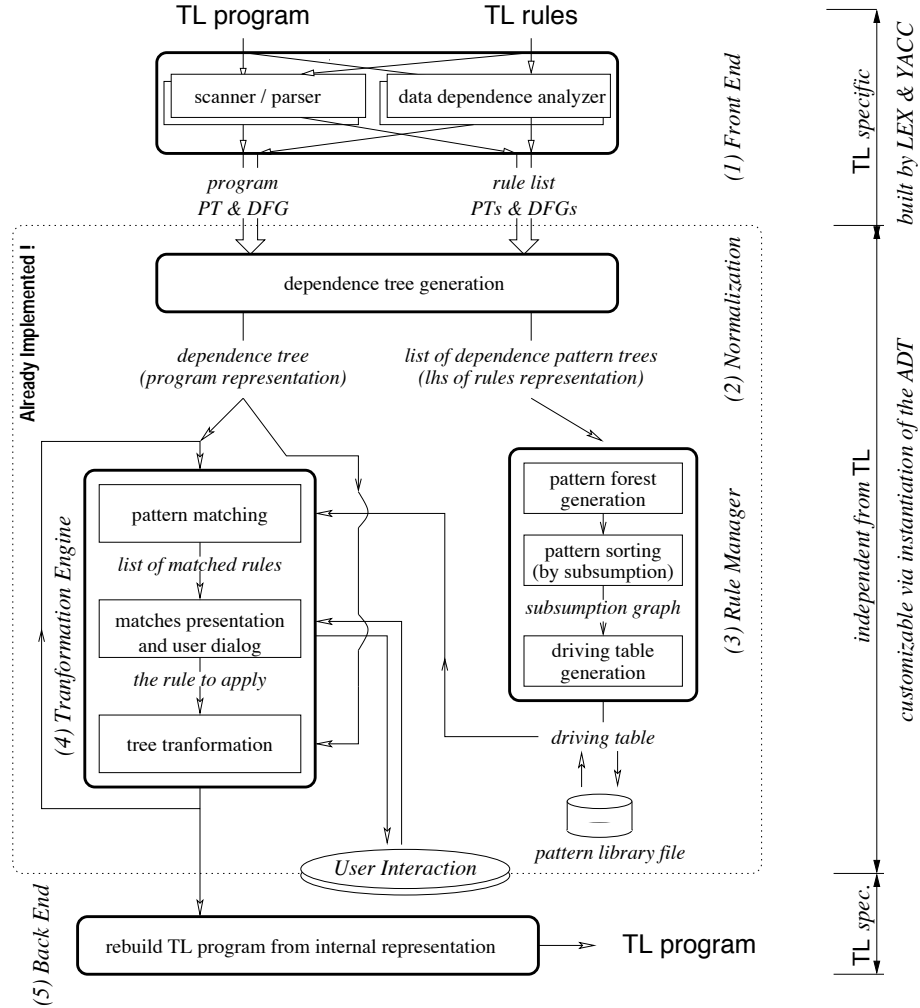 TL program
TL rules
scanner / parser
data dependence analyzer
(1) Front End
TL specific
built by LEX & YACC
program
PT & DFG
rule list
PTs & DFGs
Already Implemented !
dependence tree generation
(2) Normalization
dependence tree
(program representation)
list of dependence pattern trees
(lhs of rules representation)
(4) Tranformation Engine
pattern matching
list of matched rules
matches presentation
and user dialog
the rule to apply
tree tranformation
pattern forest
generation
pattern sorting
(by subsumption)
subsumption graph
driving table
generation
(3) Rule Manager
driving table
pattern library file
User Interaction
independent from TL
customizable via instantiation of the ADT
(5) Back End
rebuild TL program from internal representation
TL program
TL spec.